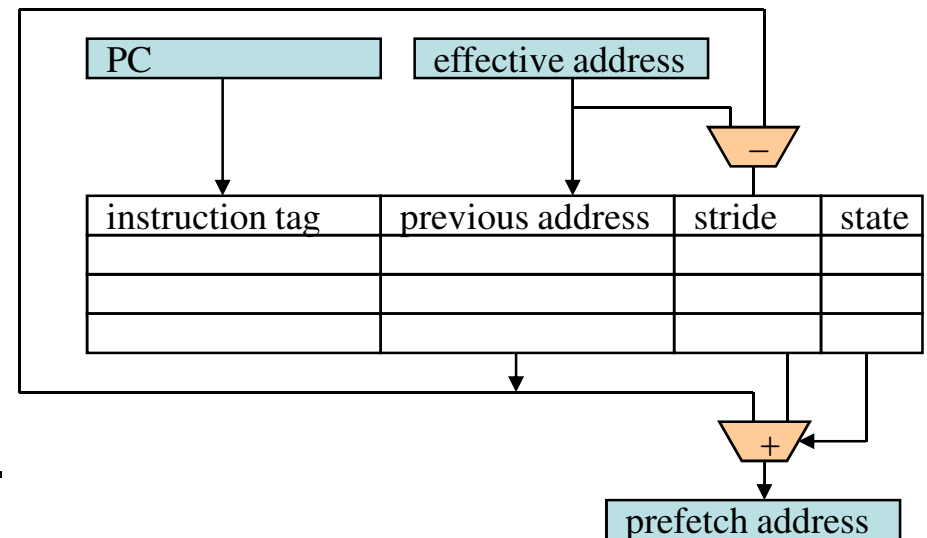 PC
effective address
−
instruction tag previous address stride state
+
prefetch address